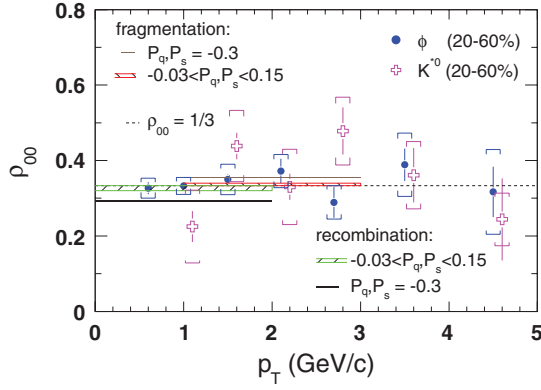 0.8
0.6
0.4
0.2
0
ρ₀₀
fragmentation:
P_q,P_s = -0.3
-0.03<P_q,P_s<0.15
ρ₀₀ = 1/3
ϕ (20-60%)
K*⁰ (20-60%)
recombination:
-0.03<P_q,P_s<0.15
P_q,P_s = -0.3
0 1 2 3 4 5
p_T (GeV/c)